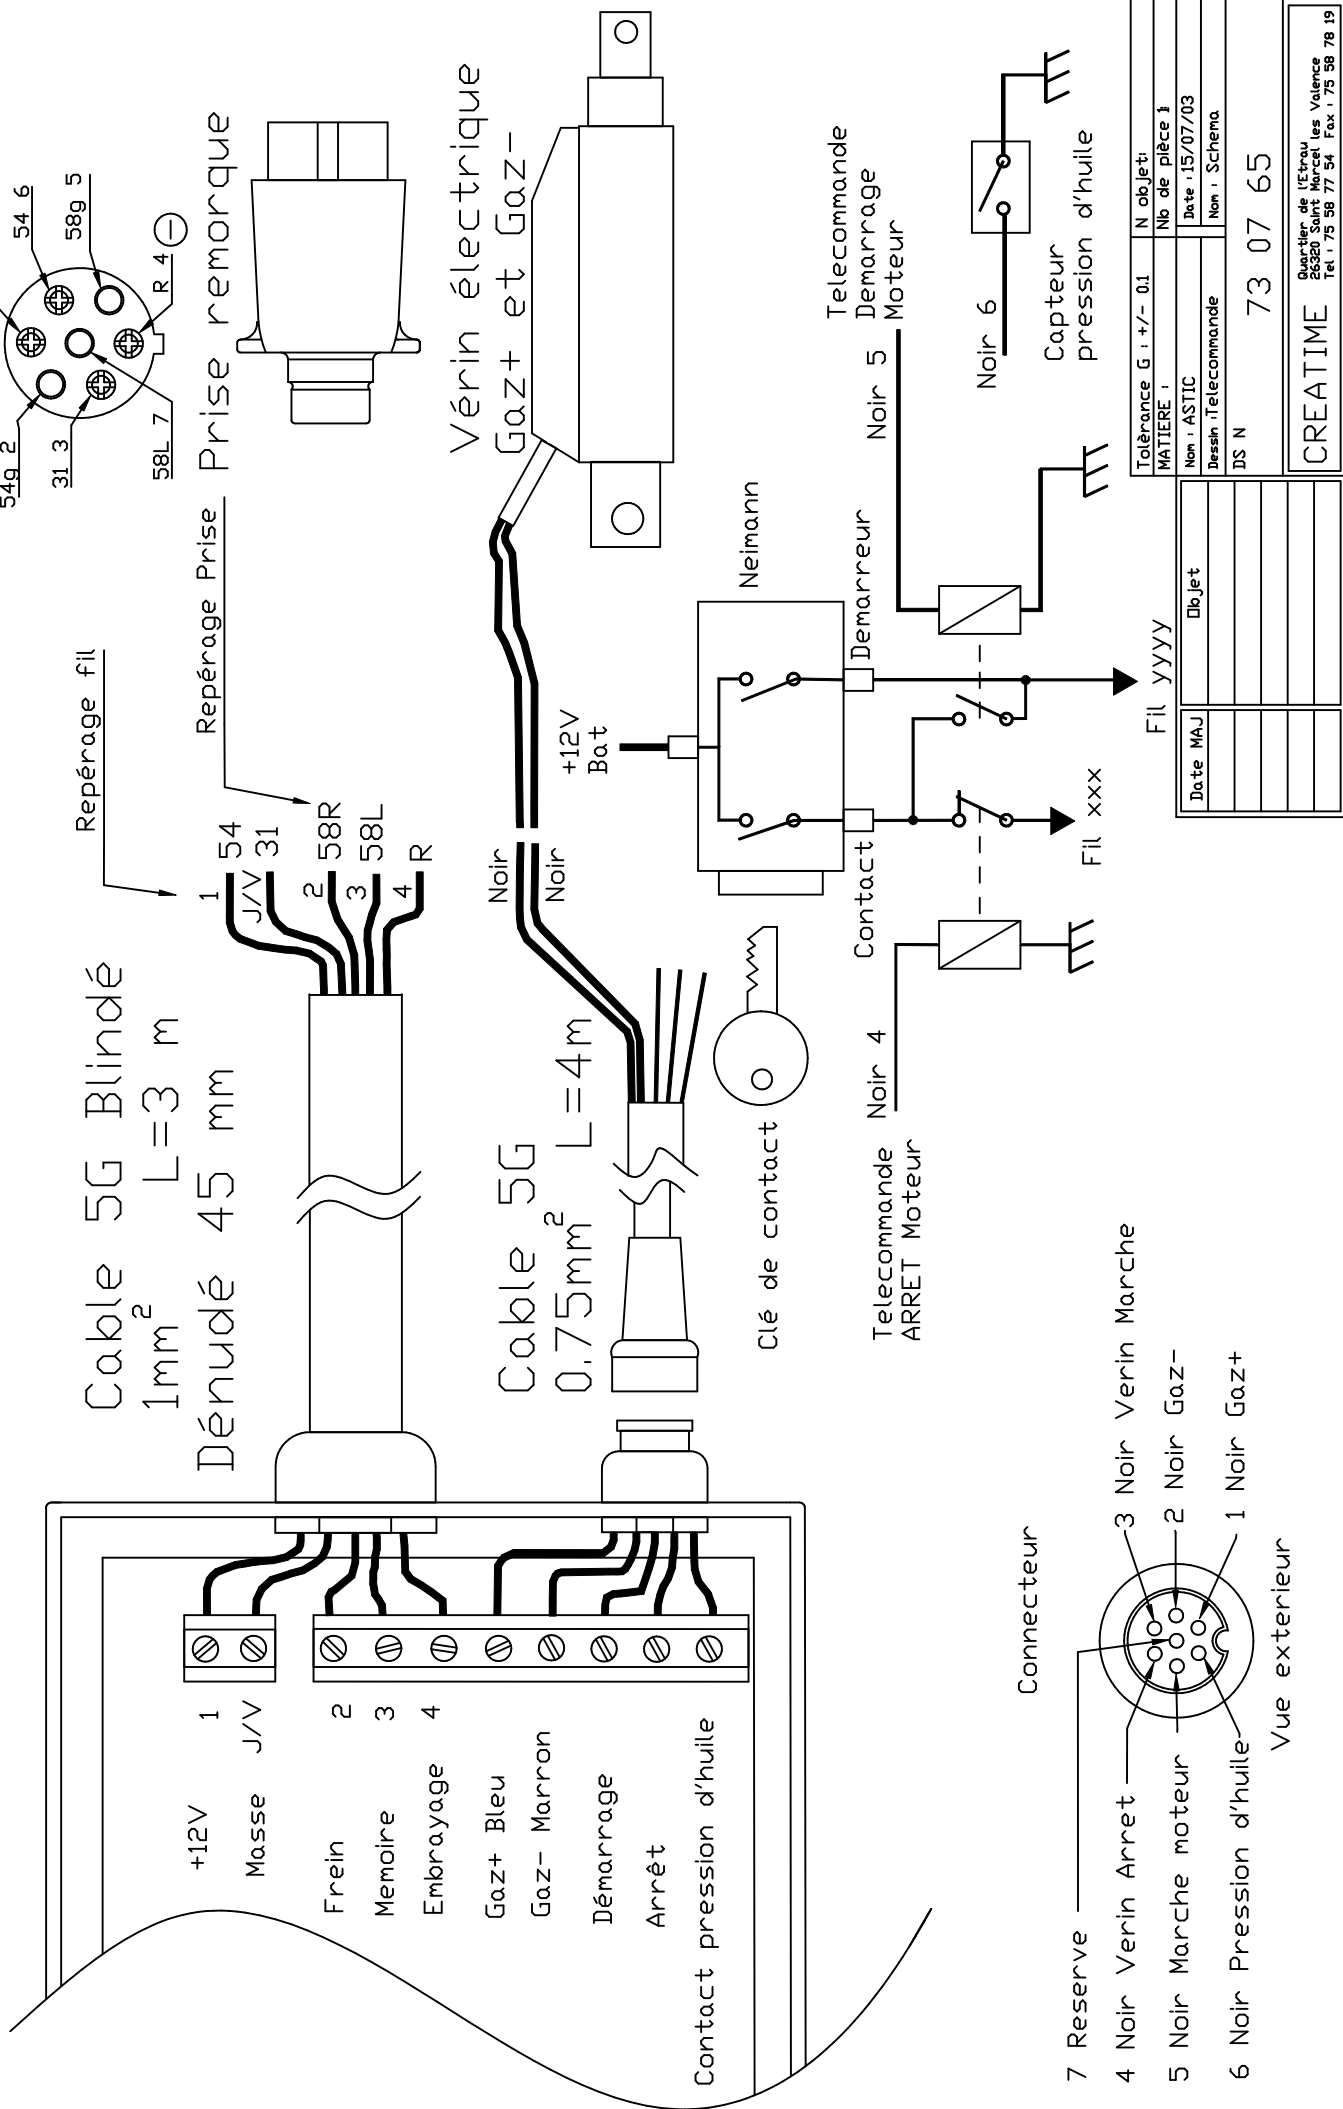 54 6
58g 5
R 4
54g 2
31 3
58L 7
Prise remorque
Repérage Prise
Repérage fil
1
54
J/V
31
2
58R
3
58L
4
R
Cable 5G Blindé
1mm² L=3 m
Dénudé 45 mm
Vérin électrique
Gaz+ et Gaz-
Noir
Noir
Cable 5G
0.75mm² L=4m
Clé de contact
+12V
Bat
Neimann
Contact
Demarreur
Telecommande
Demarrage
Moteur
Noir 5
Noir 6
Capteur
pression d'huile
Telecommande
ARRET Moteur
Noir 4
Fil xxx
Fil yyyy
+12V 1
Masse J/V
Frein 2
Memoire 3
Embrayage 4
Gaz+ Bleu
Gaz- Marron
Démarrage
Arrêt
Contact pression d'huile
Connecteur
7 Reserve
4 Noir Verin Arret
5 Noir Marche moteur
6 Noir Pression d'huile
3 Noir Verin Marche
2 Noir Gaz-
1 Noir Gaz+
Vue exterieur
Date MAJ
Objet
Tolèrance G : +/- 0.1
N objet:
MATIERE :
Nb de pièce 1
Nom : ASTIC
Date :15/07/03
Dessin :Telecommande
Nom : Schema
DS N
73 07 65
CREATIME
Quartier de l'Etrau
26320 Saint Marcel les Valence
Tel : 75 58 77 54 Fax : 75 58 78 19